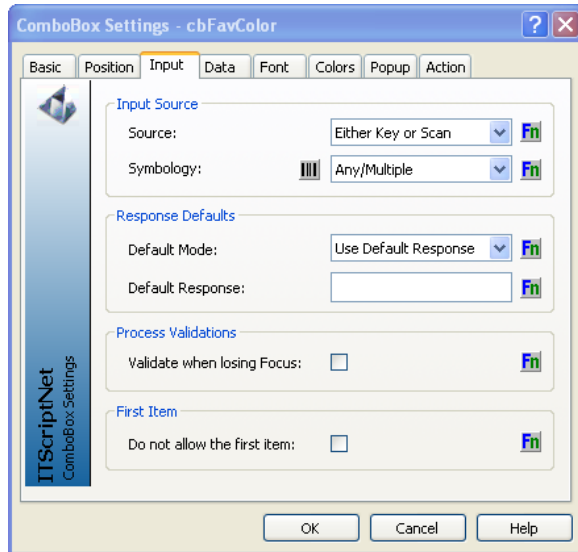 ComboBox Settings - cbFavColor
Basic Position Input Data Font Colors Popup Action
Input Source
Source: Either Key or Scan Fn
Symbology: Any/Multiple Fn
Response Defaults
Default Mode: Use Default Response Fn
Default Response: Fn
Process Validations
Validate when losing Focus: Fn
First Item
Do not allow the first item: Fn
ITScriptNet
ComboBox Settings
OK Cancel Help